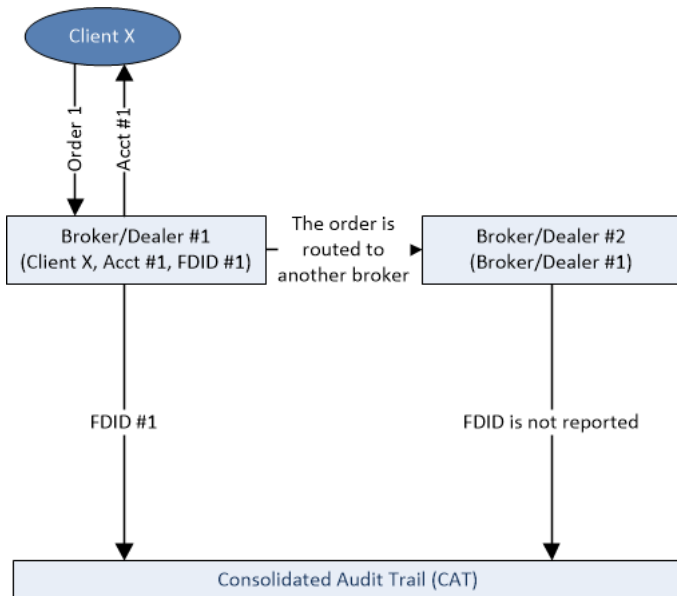 Client X
Order 1
Acct #1
Broker/Dealer #1
(Client X, Acct #1, FDID #1)
The order is
routed to
another broker
Broker/Dealer #2
(Broker/Dealer #1)
FDID #1
FDID is not reported
Consolidated Audit Trail (CAT)